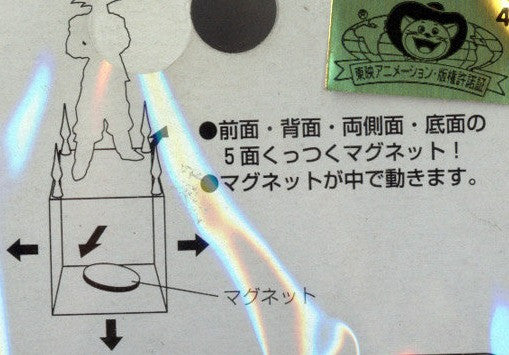 4
東映アニメーション・版権許諾証
●前面・背面・両側面・底面の
5面くっつくマグネット！
●マグネットが中で動きます。
マグネット